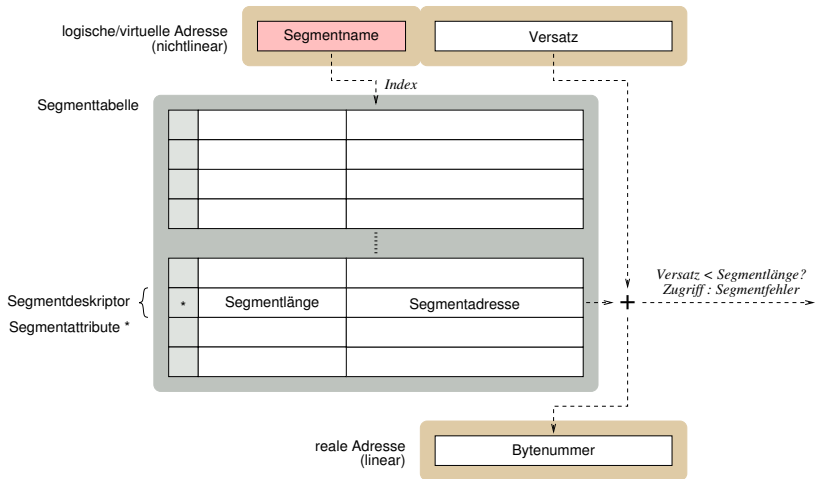 logische/virtuelle Adresse
(nichtlinear)
Segmentname
Versatz
Index
Segmenttabelle
Segmentdeskriptor
* Segmentlänge Segmentadresse
+
Versatz < Segmentlänge?
Zugriff : Segmentfehler
Segmentattribute *
reale Adresse
(linear)
Bytenummer